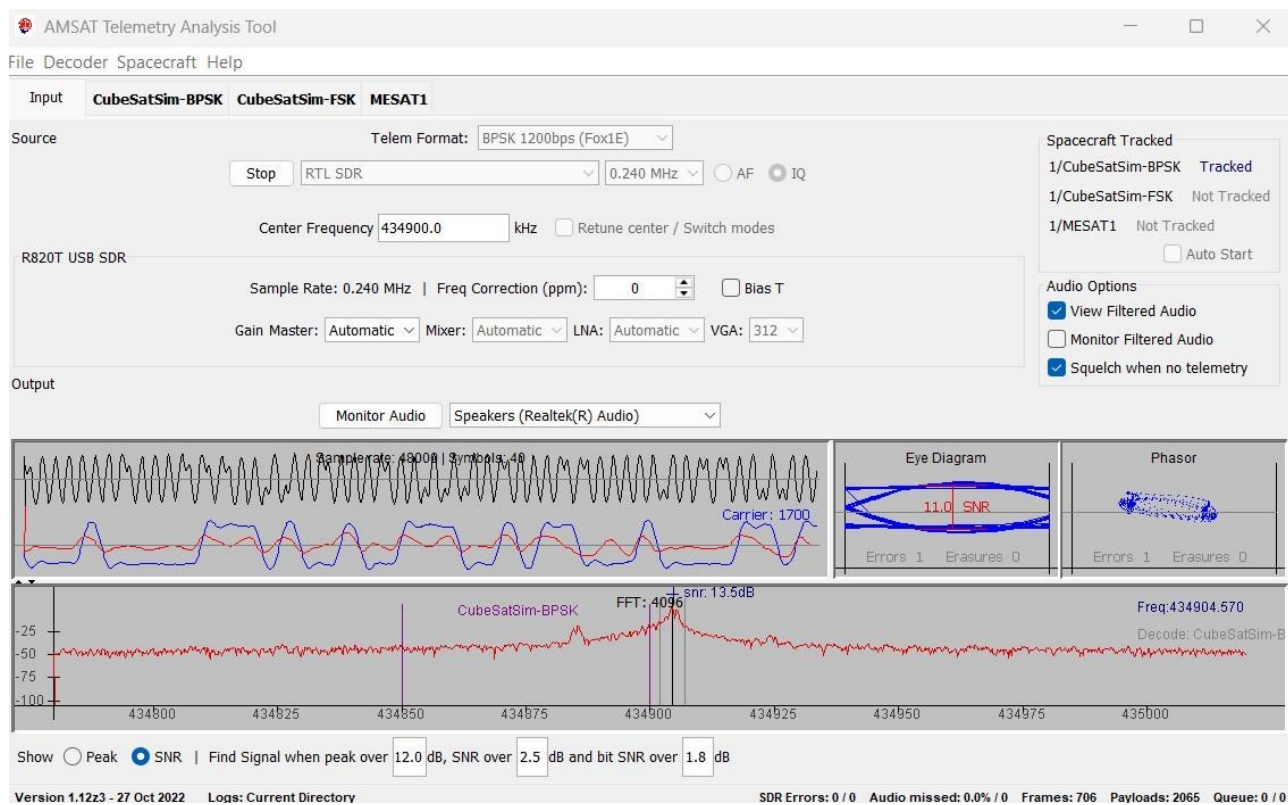 AMSAT Telemetry Analysis Tool
File Decoder Spacecraft Help
Input CubeSatSim-BPSK CubeSatSim-FSK MESAT1
Source
Telem Format: BPSK 1200bps (Fox1E)
Stop RTL SDR 0.240 MHz AF IQ
Center Frequency 434900.0 kHz Retune center / Switch modes
R820T USB SDR
Sample Rate: 0.240 MHz | Freq Correction (ppm): 0 Bias T
Gain Master: Automatic Mixer: Automatic LNA: Automatic VGA: 312
Spacecraft Tracked
1/CubeSatSim-BPSK Tracked
1/CubeSatSim-FSK Not Tracked
1/MESAT1 Not Tracked
Auto Start
Audio Options
View Filtered Audio
Monitor Filtered Audio
Squelch when no telemetry
Output
Monitor Audio Speakers (Realtek(R) Audio)
Sample rate: 48000 | Symbols: 40
Carrier: 1700
Eye Diagram
11.0 SNR
Errors 1 Erasures 0
Phasor
Errors 1 Erasures 0
CubeSatSim-BPSK
FFT: 4096
snr: 13.5dB
Freq:434904.570
Decode: CubeSatSim-B
-25
-50
-75
-100
434800 434825 434850 434875 434900 434925 434950 434975 435000
Show Peak SNR | Find Signal when peak over 12.0 dB, SNR over 2.5 dB and bit SNR over 1.8 dB
Version 1.12z3 - 27 Oct 2022 Logs: Current Directory SDR Errors: 0 / 0 Audio missed: 0.0% / 0 Frames: 706 Payloads: 2065 Queue: 0 / 0